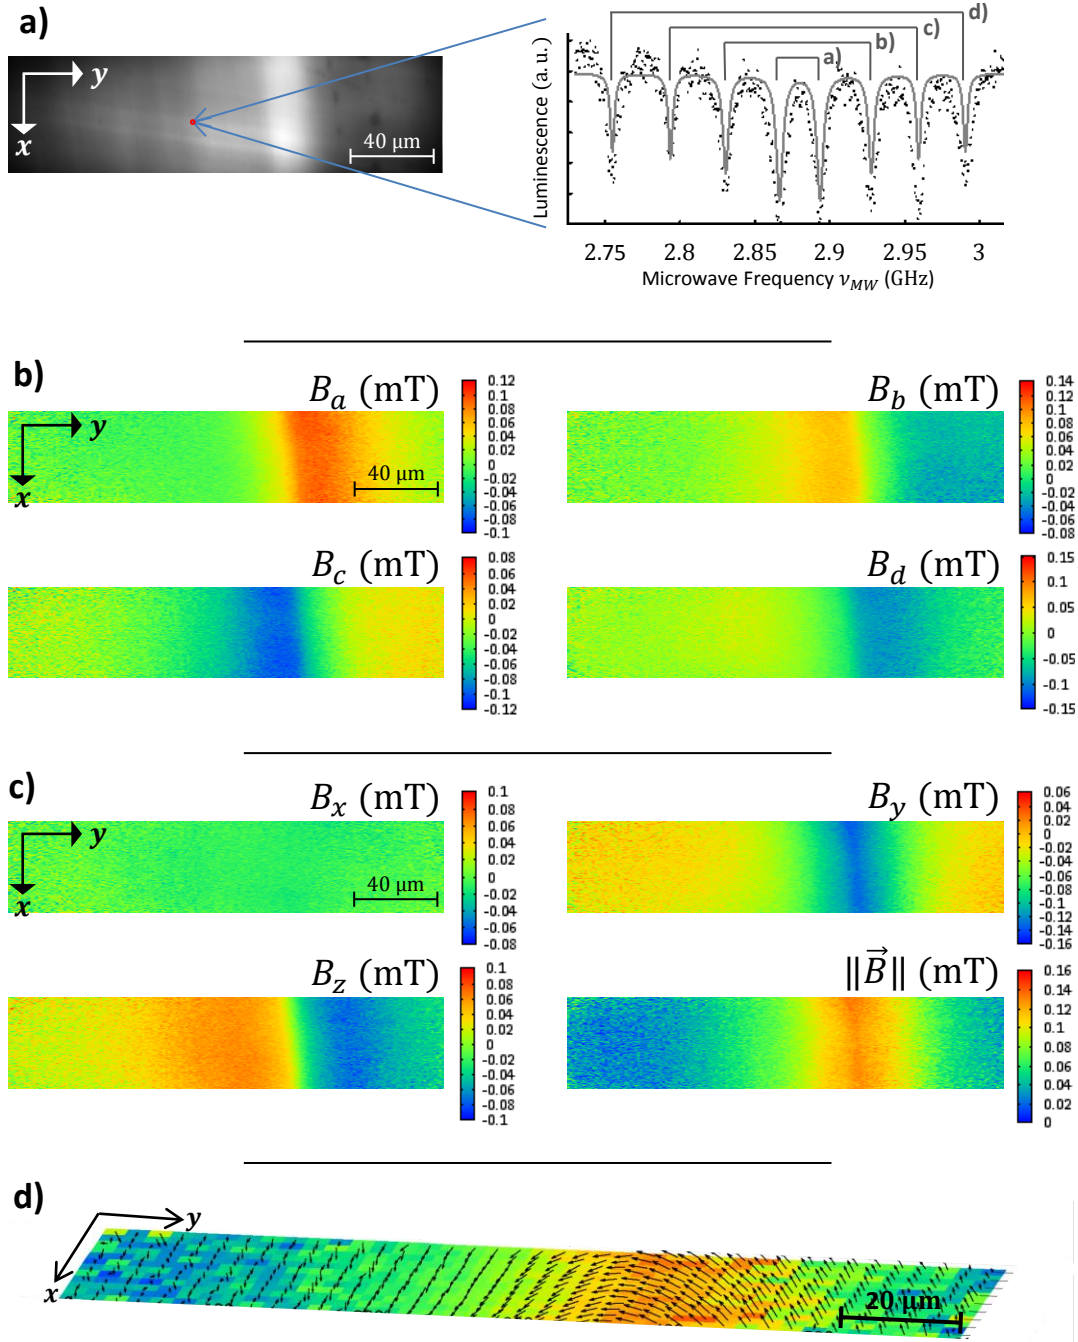 a)
y
x
40 µm
Luminescence (a. u.)
d)
c)
b)
a)
2.75 2.8 2.85 2.9 2.95 3
Microwave Frequency ν_MW (GHz)
b)
B_a (mT)
0.12
0.1
0.08
0.06
0.04
0.02
0
-0.02
-0.04
-0.06
-0.08
-0.1
y
x
40 µm
B_b (mT)
0.14
0.12
0.1
0.08
0.06
0.04
0.02
0
-0.02
-0.04
-0.06
-0.08
B_c (mT)
0.08
0.06
0.04
0.02
0
-0.02
-0.04
-0.06
-0.08
-0.1
-0.12
B_d (mT)
0.15
0.1
0.05
0
-0.05
-0.1
-0.15
c)
B_x (mT)
0.1
0.08
0.06
0.04
0.02
0
-0.02
-0.04
-0.06
-0.08
y
x
40 µm
B_y (mT)
0.06
0.04
0.02
0
-0.02
-0.04
-0.06
-0.08
-0.1
-0.12
-0.14
-0.16
B_z (mT)
0.1
0.08
0.06
0.04
0.02
0
-0.02
-0.04
-0.06
-0.08
-0.1
‖B⃗‖ (mT)
0.16
0.14
0.12
0.1
0.08
0.06
0.04
0.02
0
d)
y
x
20 µm